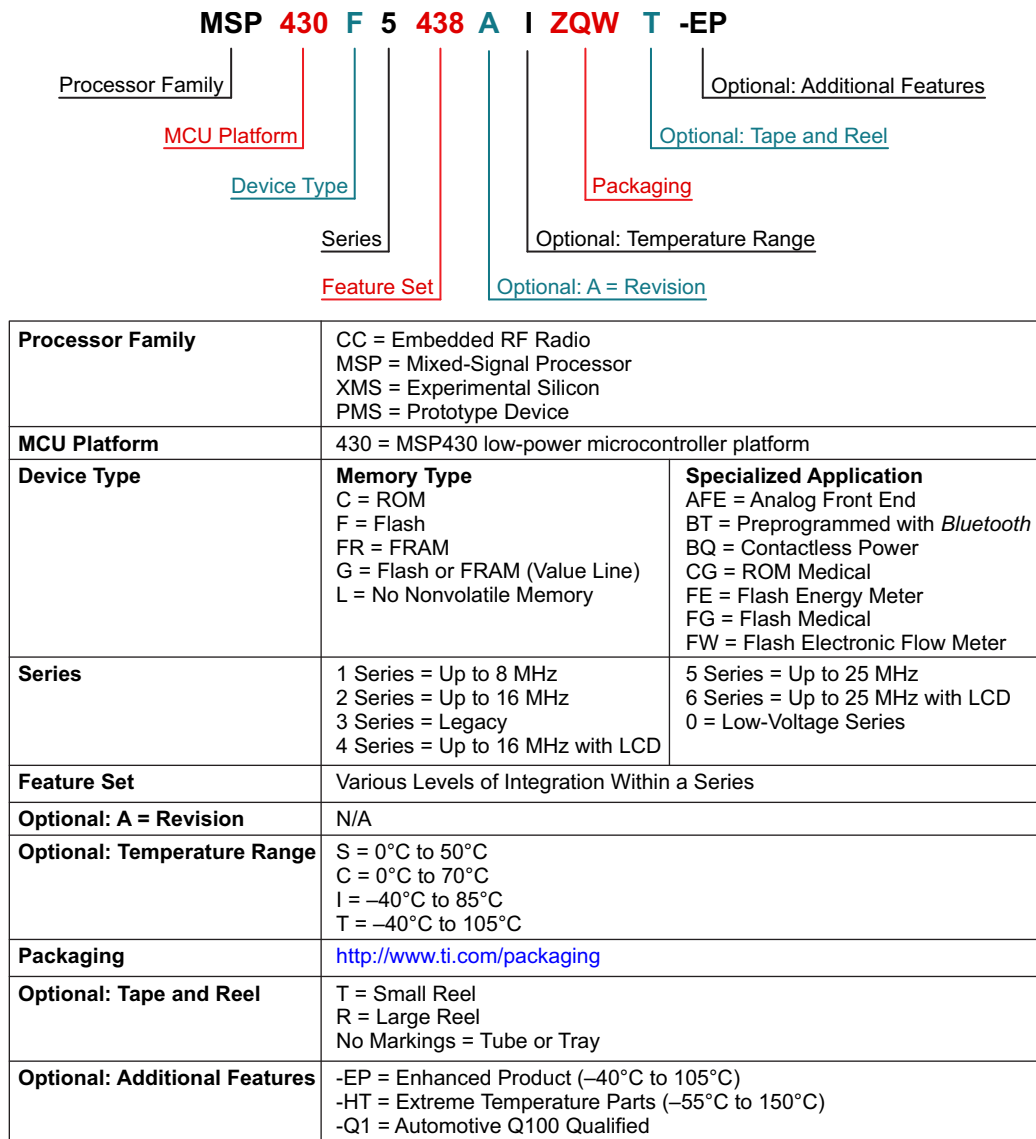 MSP 430 F 5 438 A I ZQW T -EP
Processor Family
Optional: Additional Features
MCU Platform
Optional: Tape and Reel
Device Type
Packaging
Series
Optional: Temperature Range
Feature Set
Optional: A = Revision
Processor Family
CC = Embedded RF Radio
MSP = Mixed-Signal Processor
XMS = Experimental Silicon
PMS = Prototype Device
MCU Platform
430 = MSP430 low-power microcontroller platform
Device Type
Memory Type
C = ROM
F = Flash
FR = FRAM
G = Flash or FRAM (Value Line)
L = No Nonvolatile Memory
Specialized Application
AFE = Analog Front End
BT = Preprogrammed with Bluetooth
BQ = Contactless Power
CG = ROM Medical
FE = Flash Energy Meter
FG = Flash Medical
FW = Flash Electronic Flow Meter
Series
1 Series = Up to 8 MHz
2 Series = Up to 16 MHz
3 Series = Legacy
4 Series = Up to 16 MHz with LCD
5 Series = Up to 25 MHz
6 Series = Up to 25 MHz with LCD
0 = Low-Voltage Series
Feature Set
Various Levels of Integration Within a Series
Optional: A = Revision
N/A
Optional: Temperature Range
S = 0°C to 50°C
C = 0°C to 70°C
I = –40°C to 85°C
T = –40°C to 105°C
Packaging
http://www.ti.com/packaging
Optional: Tape and Reel
T = Small Reel
R = Large Reel
No Markings = Tube or Tray
Optional: Additional Features
-EP = Enhanced Product (–40°C to 105°C)
-HT = Extreme Temperature Parts (–55°C to 150°C)
-Q1 = Automotive Q100 Qualified